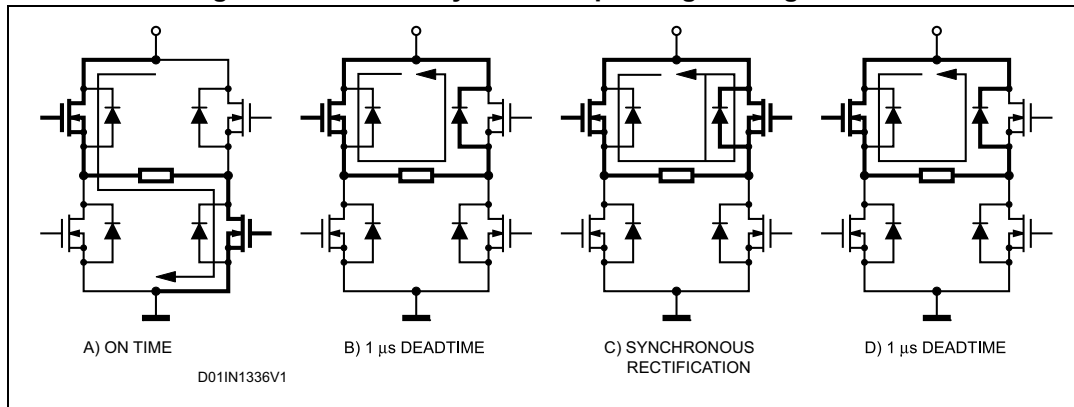 A) ON TIME
B) 1 μs DEADTIME
C) SYNCHRONOUS
RECTIFICATION
D) 1 μs DEADTIME
D01IN1336V1